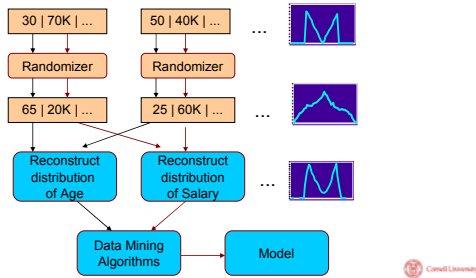 30 | 70K | ...
50 | 40K | ...
...
Randomizer
Randomizer
65 | 20K | ...
25 | 60K | ...
...
Reconstruct
distribution
of Age
Reconstruct
distribution
of Salary
...
Data Mining
Algorithms
Model
Cornell University